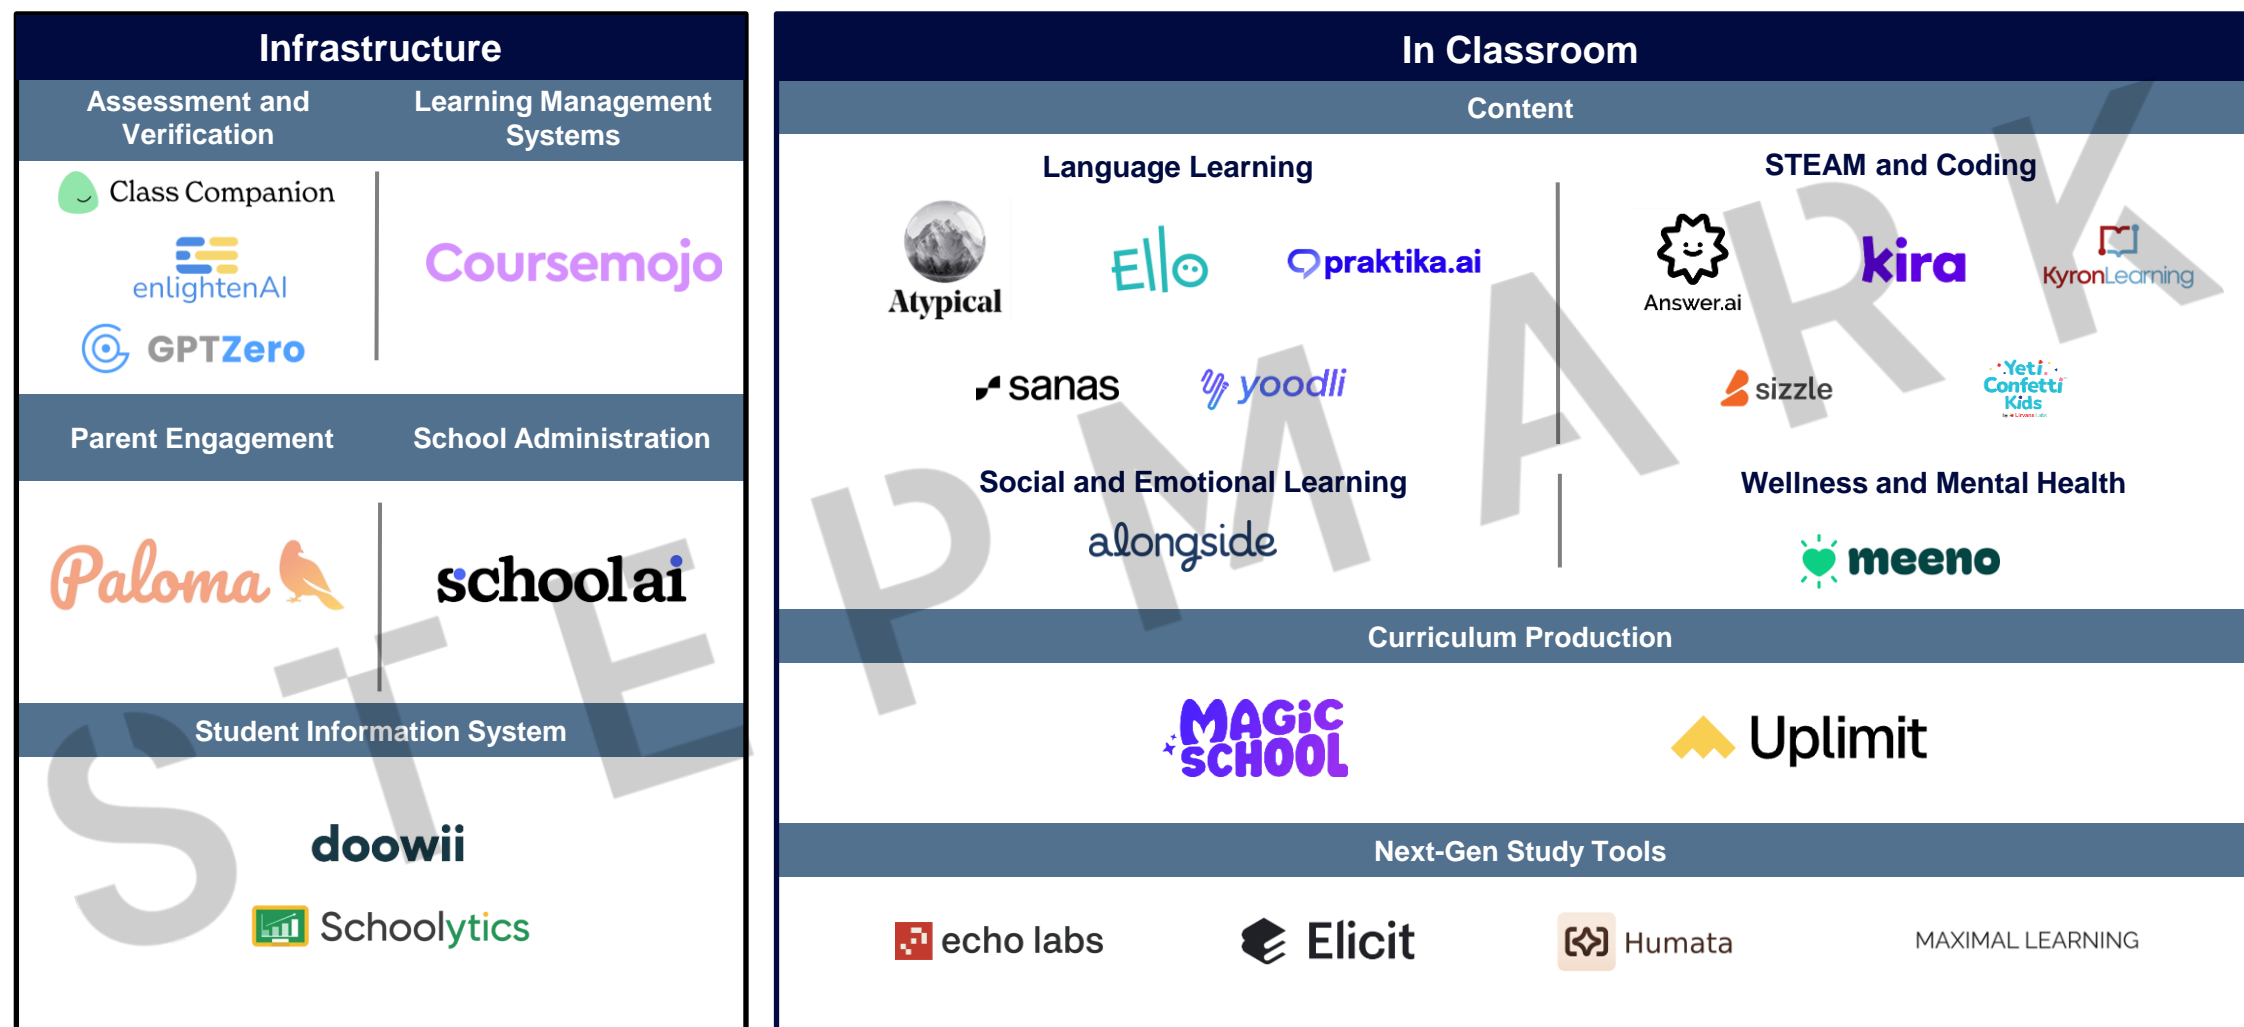 Infrastructure
Assessment and
Verification
Learning Management
Systems
Class Companion
enlightenAI
GPTZero
Coursemojo
Parent Engagement
School Administration
Paloma
schoolai
Student Information System
doowii
Schoolytics
In Classroom
Content
Language Learning
Atypical
Ello
praktika.ai
sanas
yoodli
STEAM and Coding
Answer.ai
kira
KyronLearning
sizzle
Yeti
Confetti
Kids
Social and Emotional Learning
alongside
Wellness and Mental Health
meeno
Curriculum Production
MAGiC
SCHOOL
Uplimit
Next-Gen Study Tools
echo labs
Elicit
Humata
MAXIMAL LEARNING
STEPMARK